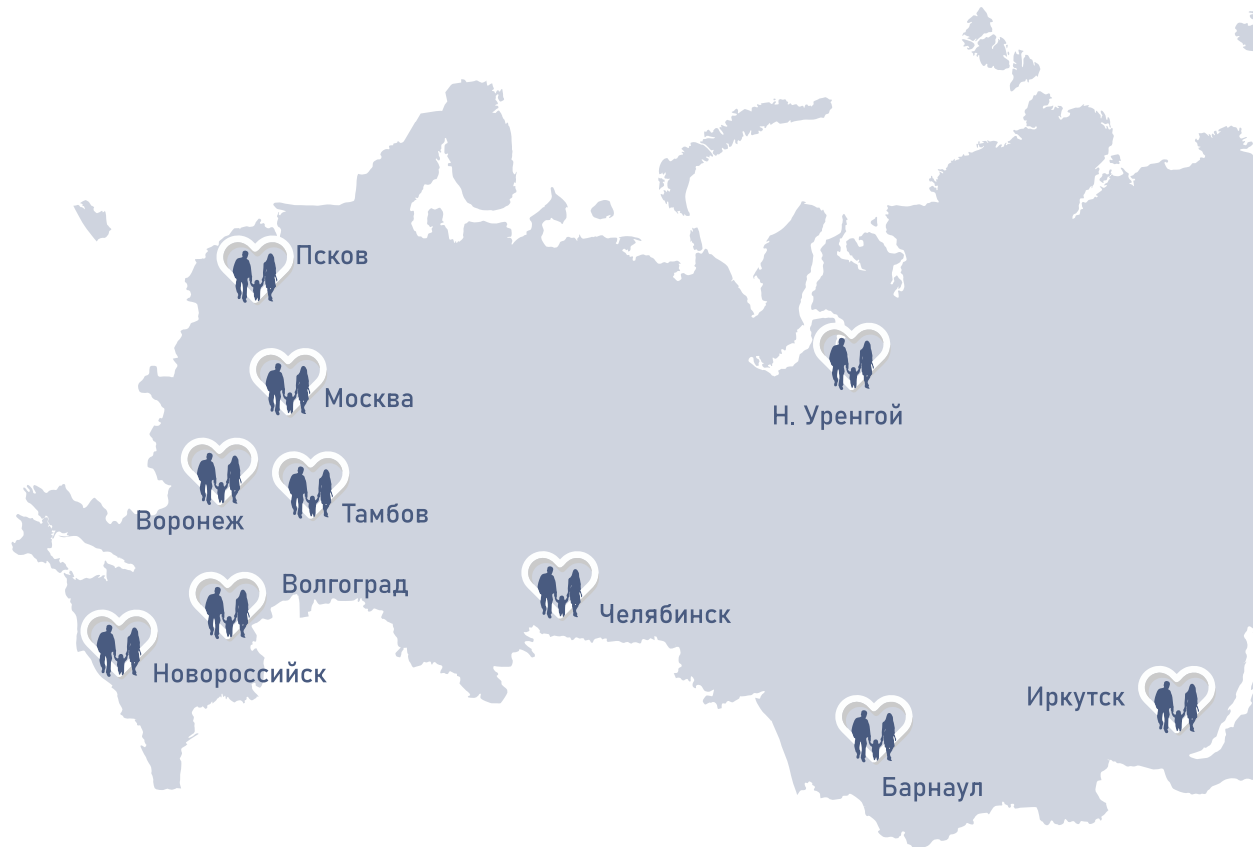 Псков
Москва
Н. Уренгой
Воронеж
Тамбов
Волгоград
Челябинск
Новороссийск
Иркутск
Барнаул